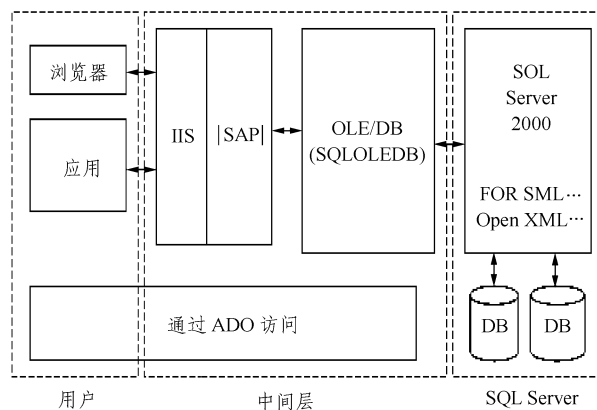 浏览器
应用
IIS
|SAP|
OLE/DB
(SQLOLEDB)
SOL
Server
2000
FOR SML…
Open XML…
DB
DB
通过 ADO 访问
用户
中间层
SQL Server